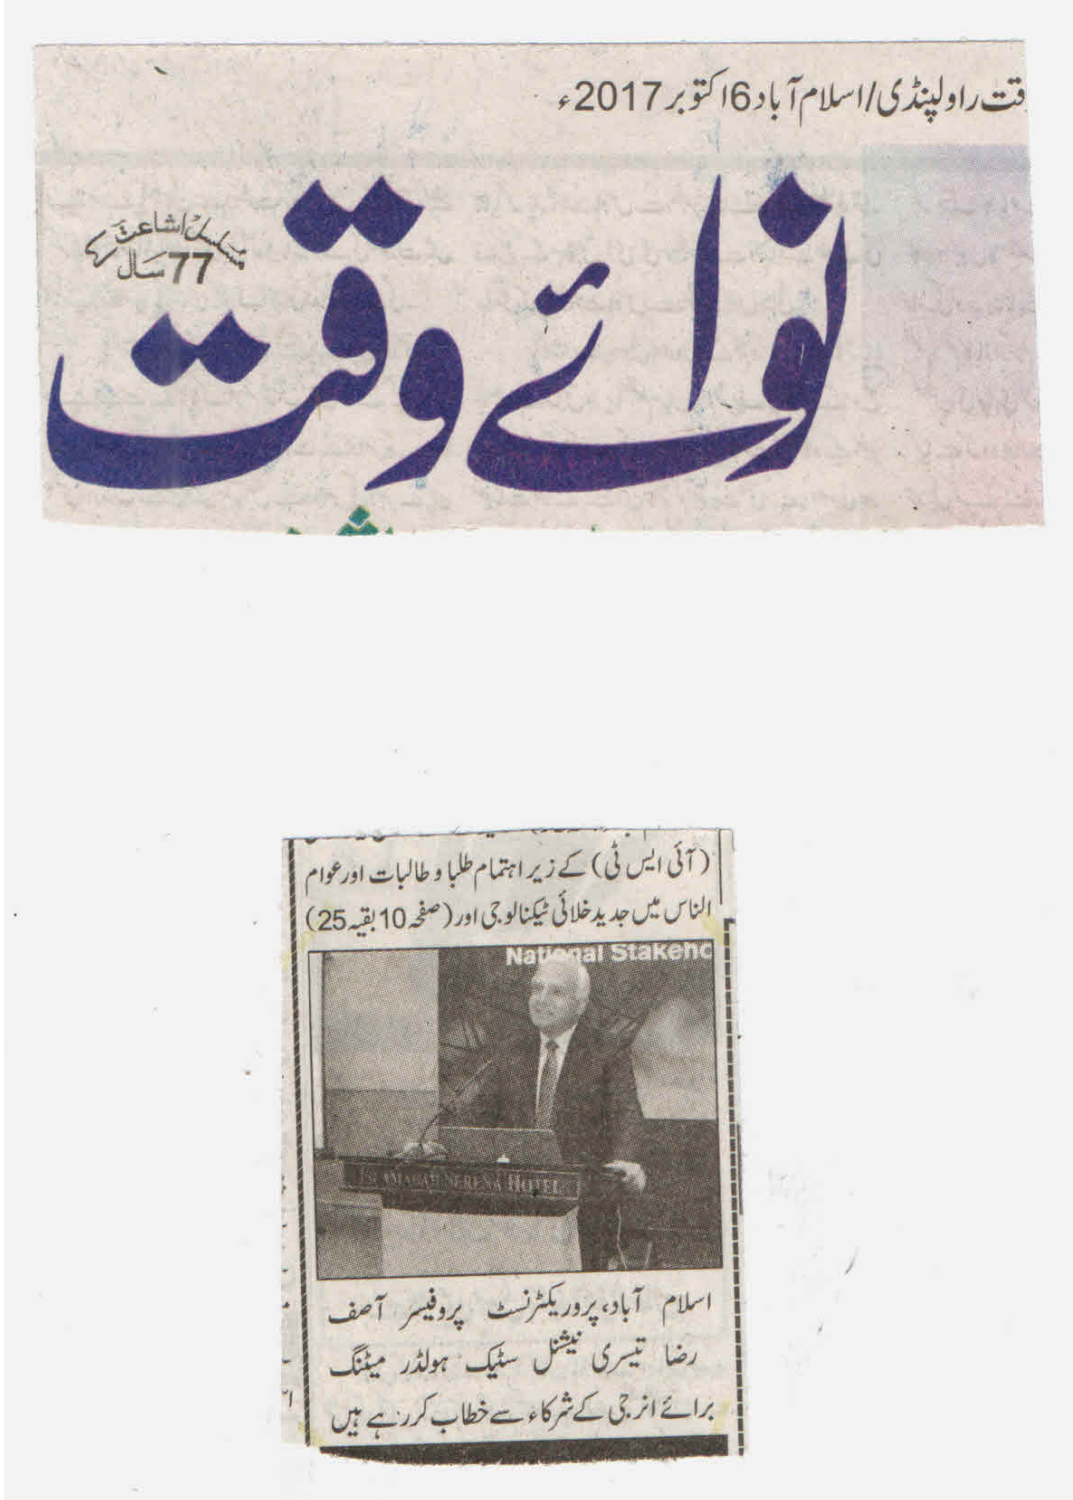 قت راولپنڈی/اسلام آباد 6 اکتوبر 2017ء
نوائے وقت
مسلسل اشاعت کے
77 سال
(آئی ایس ٹی) کے زیر اہتمام طلبا و طالبات اور عوام
الناس میں جدید خلائی ٹیکنالوجی اور (صفحہ 10 بقیہ 25)
National Stakeho
ISLAMABAD SERENA HOTEL
اسلام آباد، پروریکٹر نسٹ پروفیسر آصف
رضا تیسری نیشنل سٹیک ہولڈر میٹنگ
برائے انرجی کے شرکاء سے خطاب کر رہے ہیں